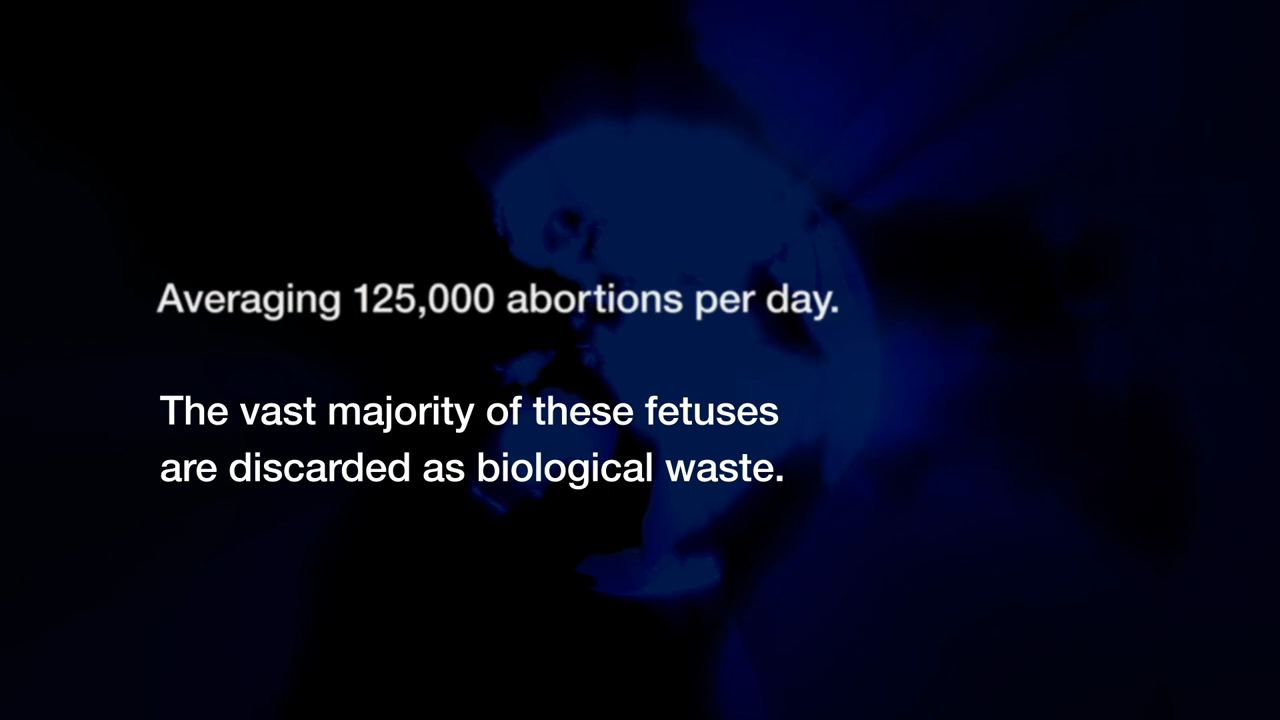 Averaging 125,000 abortions per day.
The vast majority of these fetuses
are discarded as biological waste.